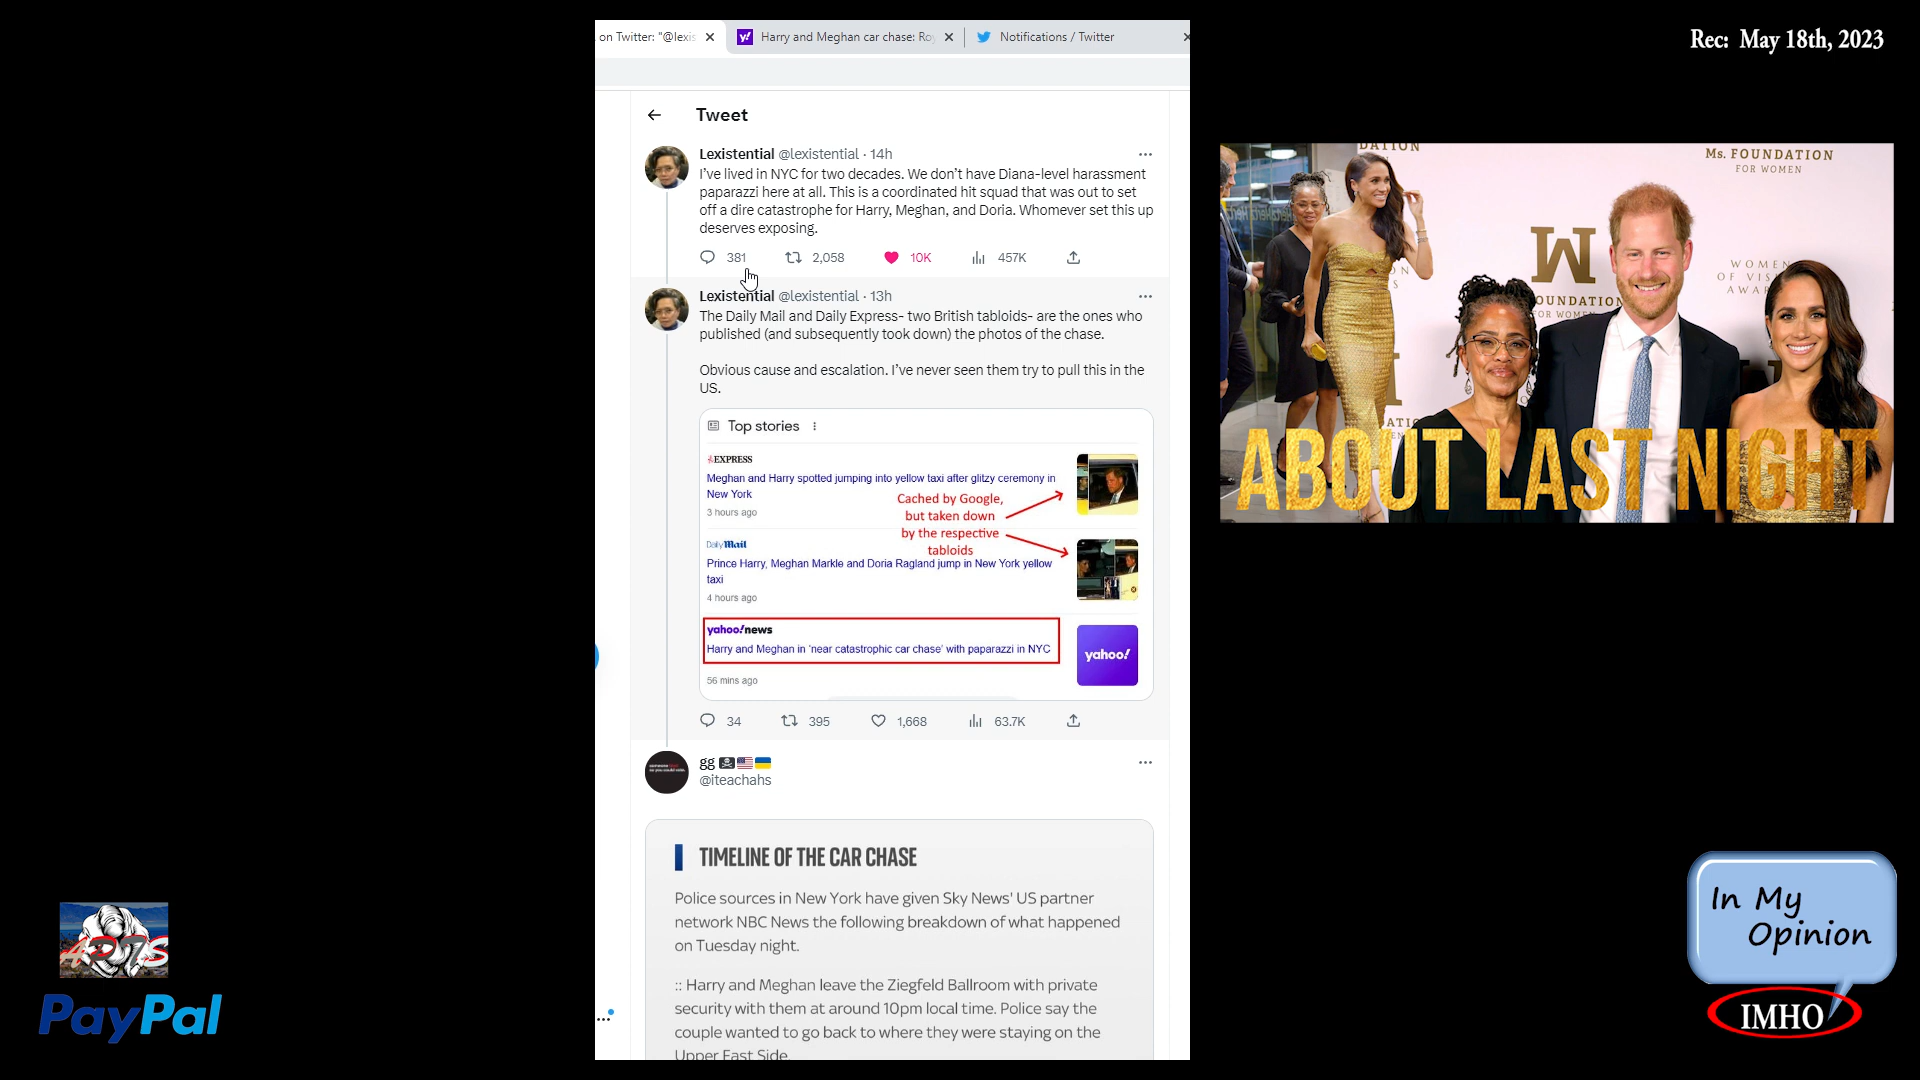 on Twitter: "@lexis
Harry and Meghan car chase: Ro
Notifications / Twitter
Rec: May 18th, 2023
Tweet
Lexistential @lexistential · 14h
I've lived in NYC for two decades. We don't have Diana-level harassment
paparazzi here at all. This is a coordinated hit squad that was out to set
off a dire catastrophe for Harry, Meghan, and Doria. Whomever set this up
deserves exposing.
381 2,058 10K 457K
Lexistential @lexistential · 13h
The Daily Mail and Daily Express- two British tabloids- are the ones who
published (and subsequently took down) the photos of the chase.
Obvious cause and escalation. I've never seen them try to pull this in the
US.
Top stories
EXPRESS
Meghan and Harry spotted jumping into yellow taxi after glitzy ceremony in
New York
3 hours ago
Cached by Google,
but taken down
by the respective
tabloids
Daily Mail
Prince Harry, Meghan Markle and Doria Ragland jump in New York yellow
taxi
4 hours ago
yahoo!news
Harry and Meghan in 'near catastrophic car chase' with paparazzi in NYC
56 mins ago
yahoo!
34 395 1,668 63.7K
gg
@iteachahs
TIMELINE OF THE CAR CHASE
Police sources in New York have given Sky News' US partner
network NBC News the following breakdown of what happened
on Tuesday night.
:: Harry and Meghan leave the Ziegfeld Ballroom with private
security with them at around 10pm local time. Police say the
couple wanted to go back to where they were staying on the
Upper East Side.
DATION
Ms. FOUNDATION
FOR WOMEN
W
OUNDATION
FOR WOMEN
WOMEN
OF VIS
AWA
ABOUT LAST NIGHT
PayPal
In My
Opinion
IMHO